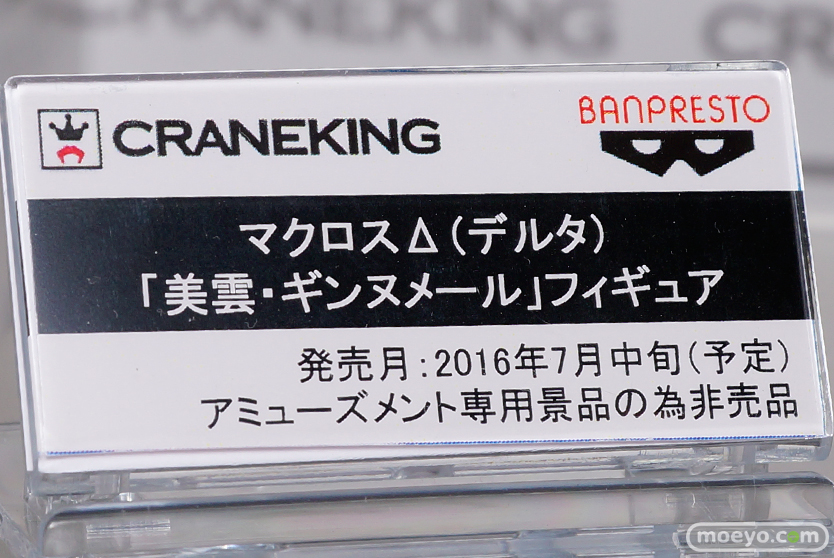 CRANEKING
CRANEKING
BANPRESTO
マクロスΔ(デルタ)
「美雲・ギンヌメール」フィギュア
発売月:2016年7月中旬(予定)
アミューズメント専用景品の為非売品
moeyo.com